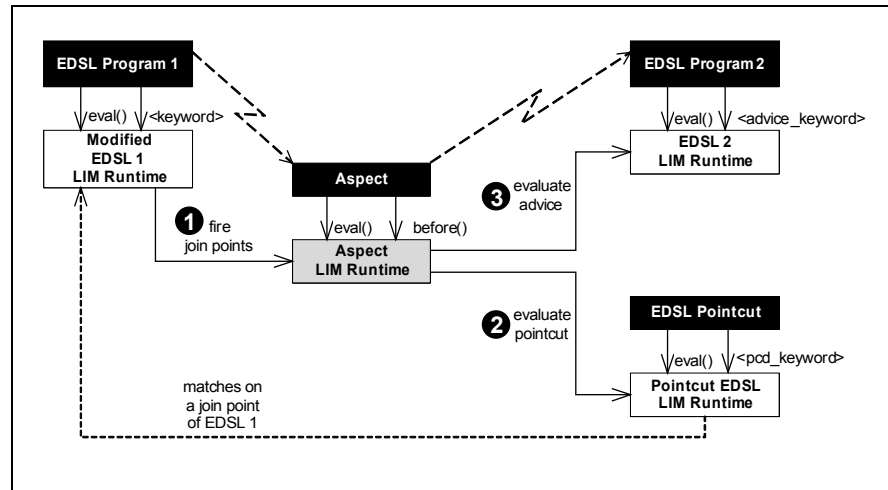 EDSL Program 1
EDSL Program 2
eval()
<keyword>
eval()
<advice_keyword>
Modified
EDSL 1
LIM Runtime
EDSL 2
LIM Runtime
Aspect
3 evaluate
advice
1 fire
join points
eval()
before()
Aspect
LIM Runtime
2 evaluate
pointcut
EDSL Pointcut
eval()
<pcd_keyword>
Pointcut EDSL
LIM Runtime
matches on
a join point
of EDSL 1